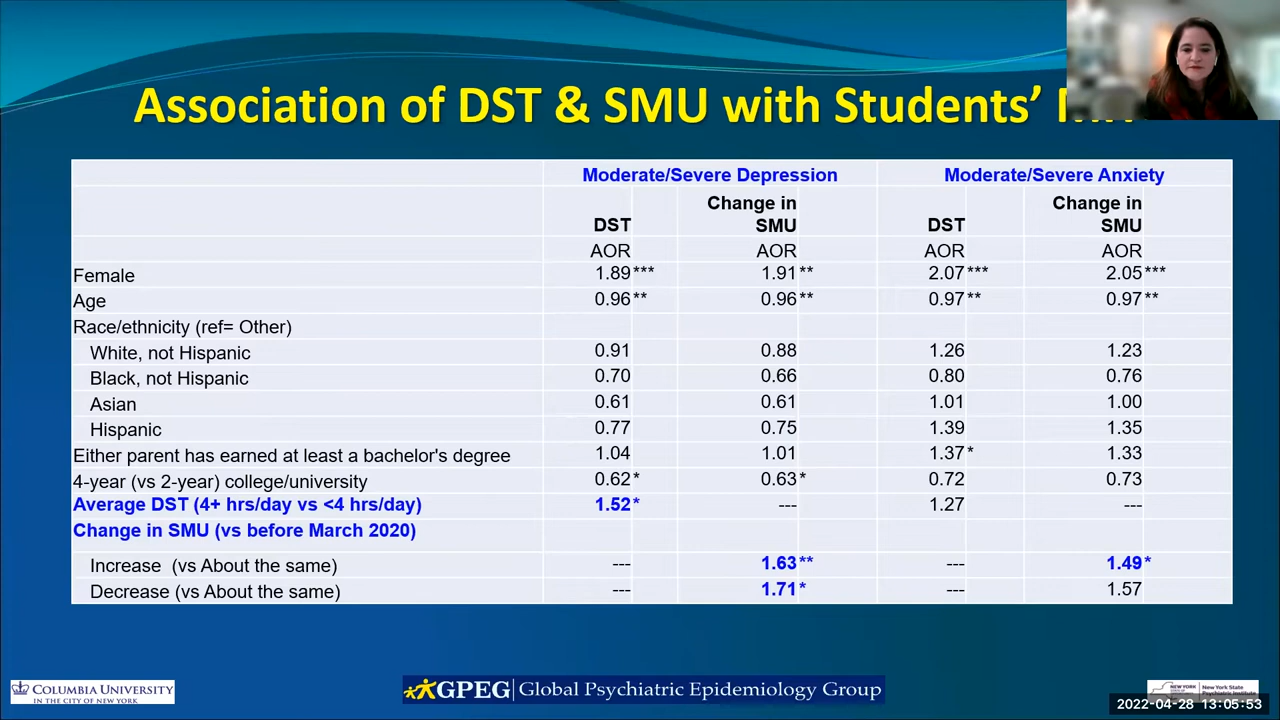 Association of DST & SMU with Students’
Moderate/Severe Depression Moderate/Severe Anxiety
DST Change in SMU DST Change in SMU
AOR AOR AOR AOR
Female 1.89*** 1.91** 2.07*** 2.05***
Age 0.96** 0.96** 0.97** 0.97**
Race/ethnicity (ref= Other)
White, not Hispanic 0.91 0.88 1.26 1.23
Black, not Hispanic 0.70 0.66 0.80 0.76
Asian 0.61 0.61 1.01 1.00
Hispanic 0.77 0.75 1.39 1.35
Either parent has earned at least a bachelor's degree 1.04 1.01 1.37* 1.33
4-year (vs 2-year) college/university 0.62* 0.63* 0.72 0.73
Average DST (4+ hrs/day vs <4 hrs/day) 1.52* --- 1.27 ---
Change in SMU (vs before March 2020)
Increase (vs About the same) --- 1.63** --- 1.49*
Decrease (vs About the same) --- 1.71* --- 1.57
COLUMBIA UNIVERSITY
IN THE CITY OF NEW YORK
GPEG Global Psychiatric Epidemiology Group
New York State
Psychiatric Institute
2022-04-28 13:05:53